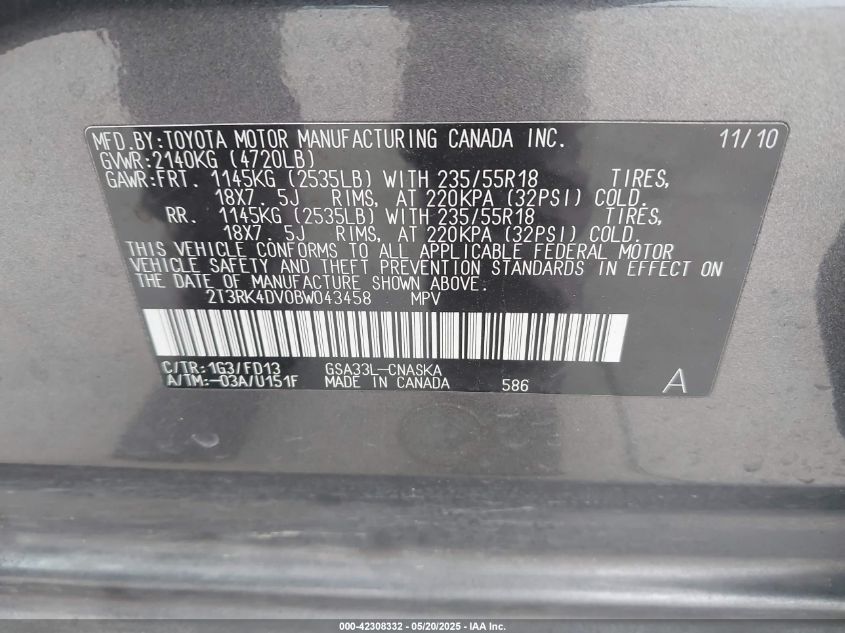 MFD.BY:TOYOTA MOTOR MANUFACTURING CANADA INC. 11/10
GVWR:2140KG (4720LB)
GAWR:FRT. 1145KG (2535LB) WITH 235/55R18 TIRES,
18X7. 5J RIMS, AT 220KPA (32PSI) COLD.
RR. 1145KG (2535LB) WITH 235/55R18 TIRES,
18X7. 5J RIMS, AT 220KPA (32PSI) COLD.
THIS VEHICLE CONFORMS TO ALL APPLICABLE FEDERAL MOTOR
VEHICLE SAFETY AND THEFT PREVENTION STANDARDS IN EFFECT ON
THE DATE OF MANUFACTURE SHOWN ABOVE.
2T3RK4DV0BW043458 MPV
C/TR:1G3/FD13 GSA33L-CNASKA
A/TM:-03A/U151F MADE IN CANADA 586 A
000-42308332 — 05/20/2025 — IAA Inc.